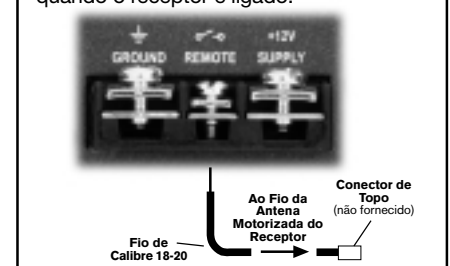 quando o receptor é ligado.
+12V
GROUND REMOTE SUPPLY
Conector de
Topo
(não fornecido)
Ao Fio da
Antena
Motorizada do
Receptor
Fio de
Calibre 18-20